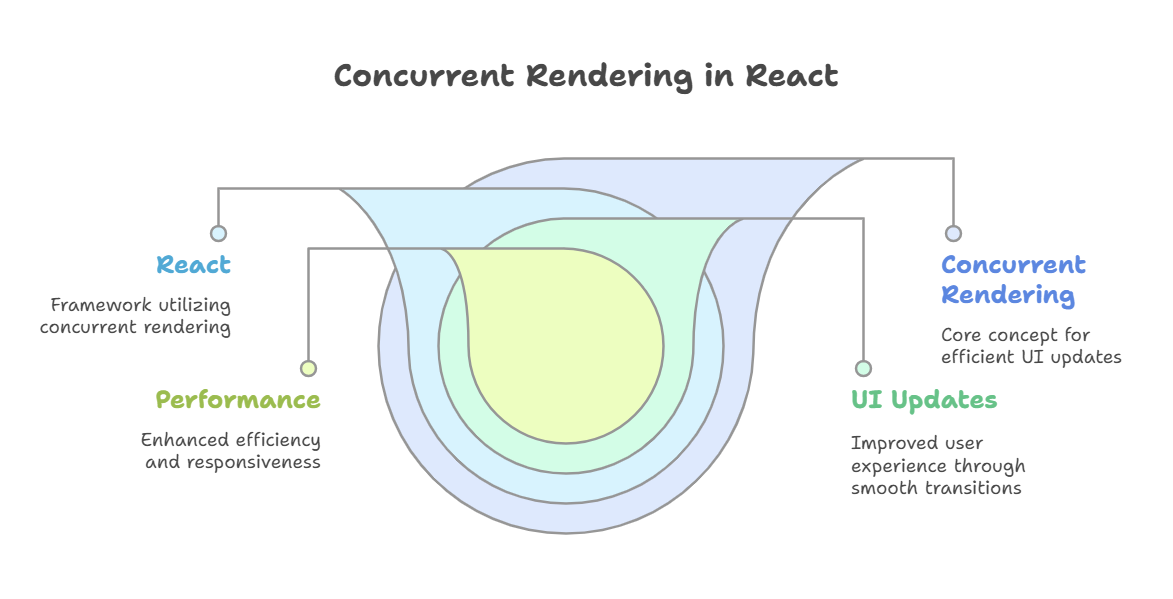 Concurrent Rendering in React
React
Framework utilizing
concurrent rendering
Performance
Enhanced efficiency
and responsiveness
Concurrent
Rendering
Core concept for
efficient UI updates
UI Updates
Improved user
experience through
smooth transitions